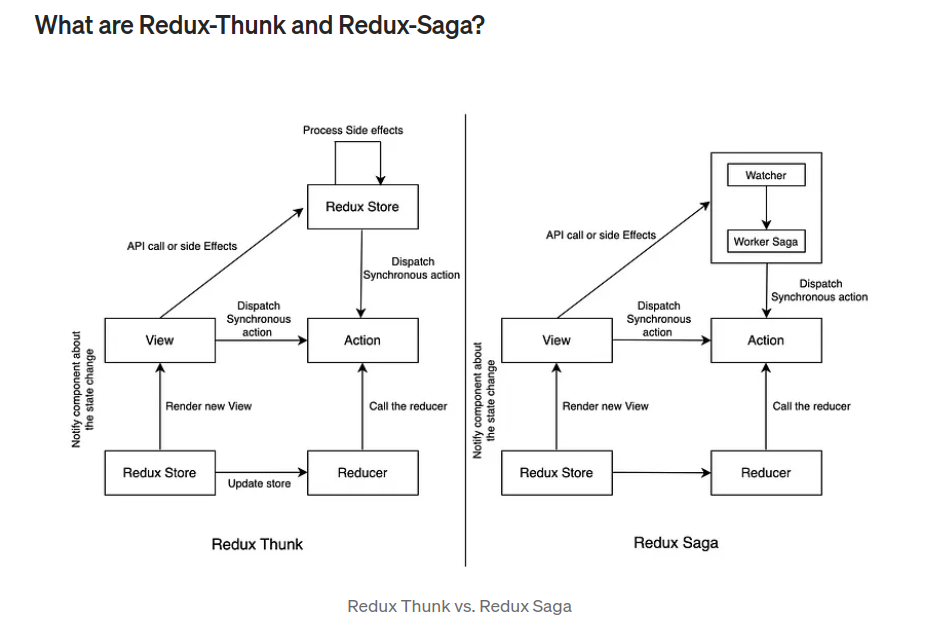 What are Redux-Thunk and Redux-Saga?
Process Side effects
Redux Store
API call or side Effects
Dispatch
Synchronous action
Dispatch
Synchronous
action
View
Action
Notify component about
the state change
Render new View
Call the reducer
Redux Store
Update store
Reducer
Redux Thunk
Watcher
Worker Saga
API call or side Effects
Dispatch
Synchronous action
Dispatch
Synchronous
action
View
Action
Notify component about
the state change
Render new View
Call the reducer
Redux Store
Reducer
Redux Saga
Redux Thunk vs. Redux Saga